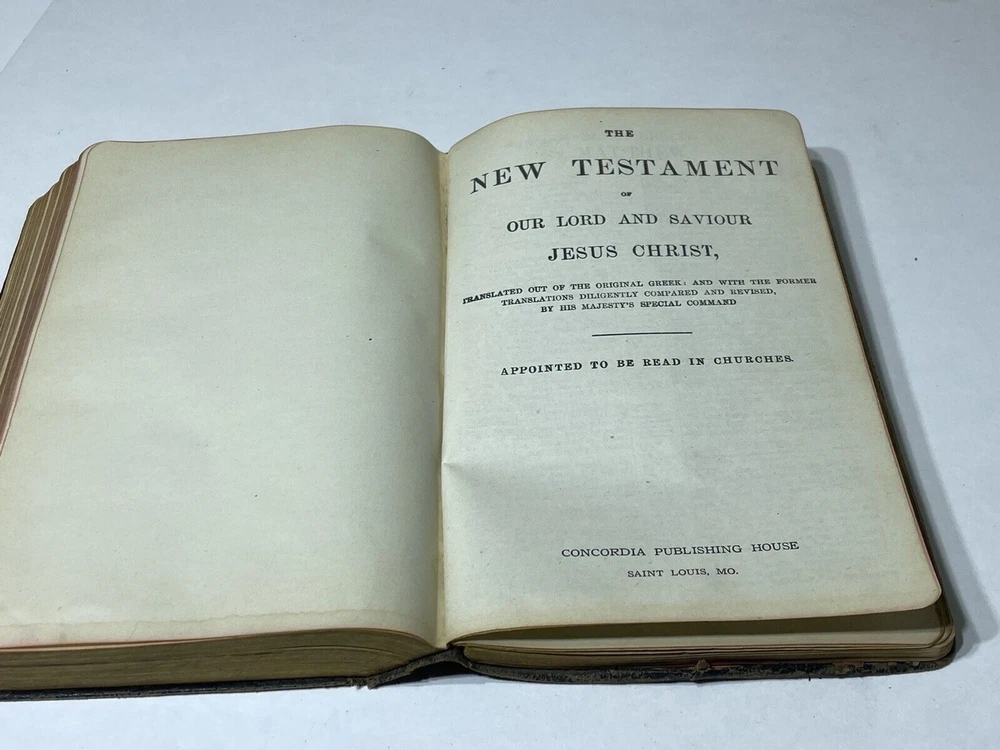 THE
NEW TESTAMENT
OF
OUR LORD AND SAVIOUR
JESUS CHRIST,
TRANSLATED OUT OF THE ORIGINAL GREEK: AND WITH THE FORMER
TRANSLATIONS DILIGENTLY COMPARED AND REVISED,
BY HIS MAJESTY'S SPECIAL COMMAND
APPOINTED TO BE READ IN CHURCHES.
CONCORDIA PUBLISHING HOUSE
SAINT LOUIS, MO.